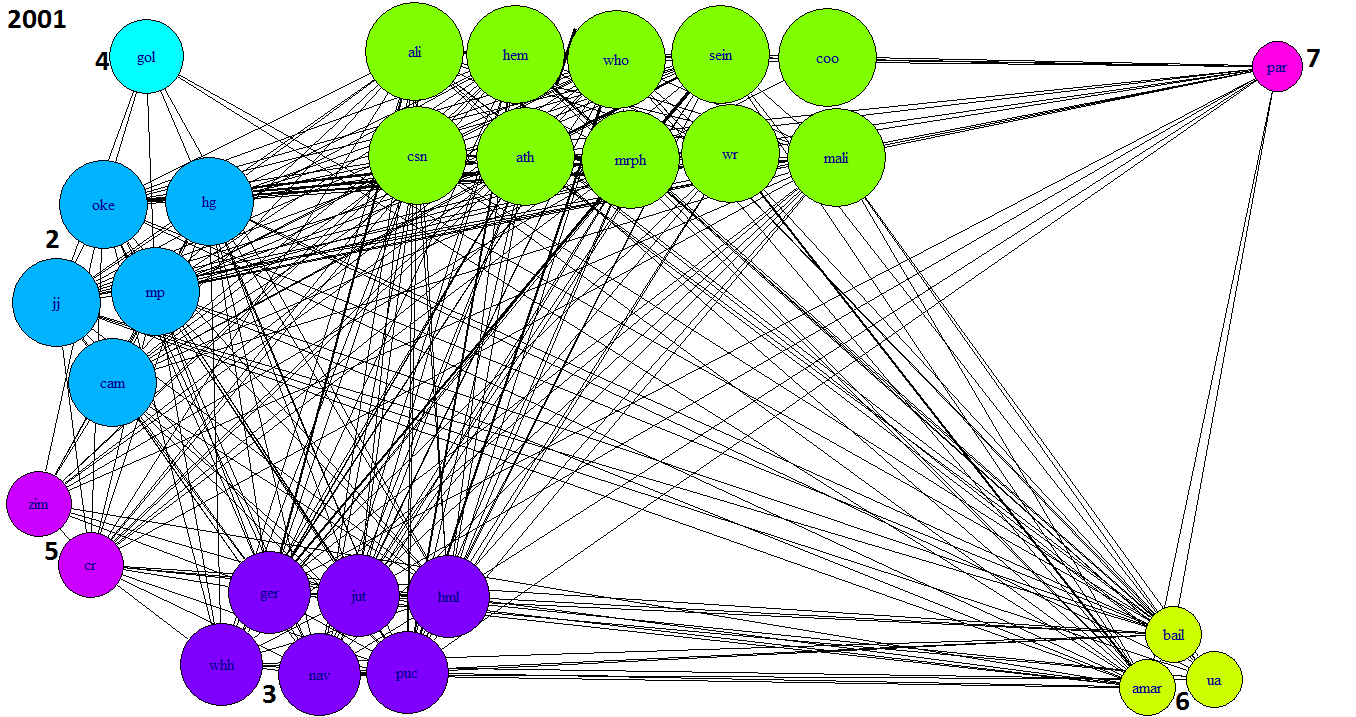 2001
4
gol
ali
hem
who
sein
coo
par
7
csn
ath
mrph
wr
mali
oke
hg
2
jj
mp
cam
zim
5
cr
ger
jut
hml
whh
nav
puc
3
bail
amar
ua
6